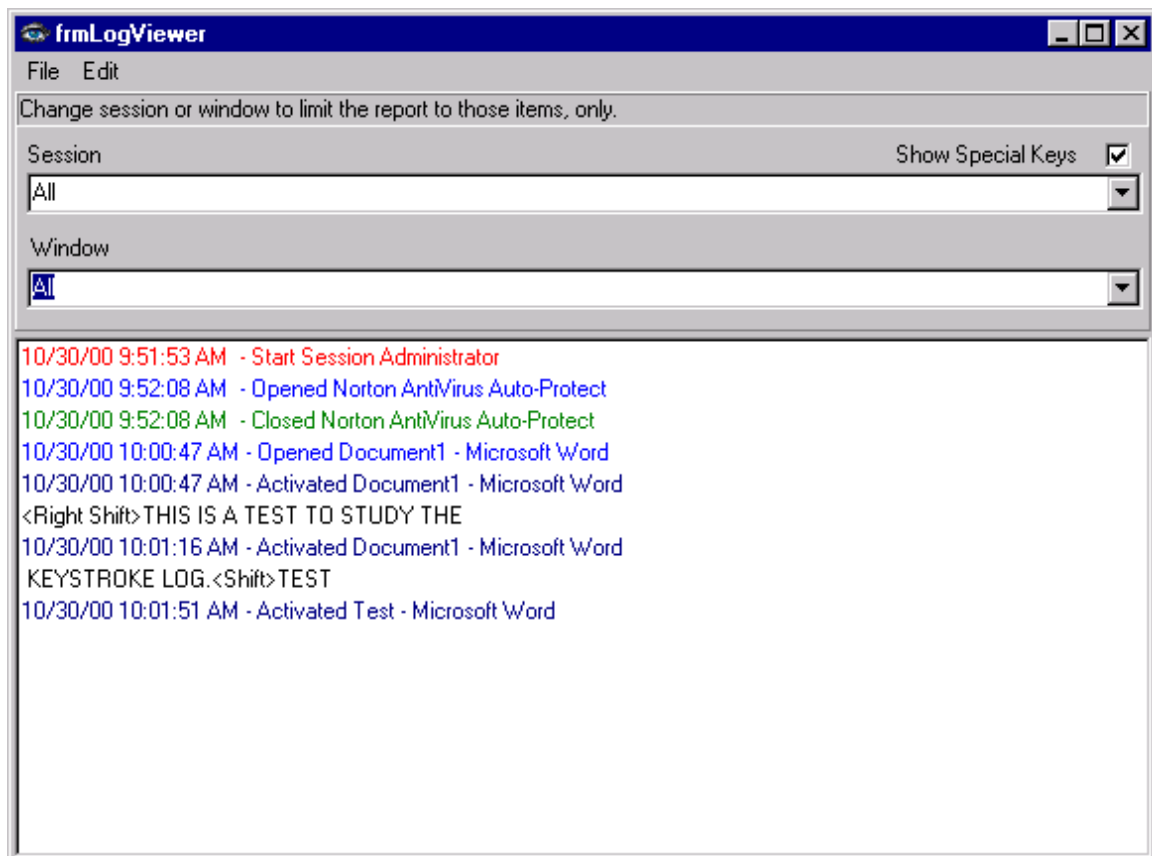 frmLogViewer
File Edit
Change session or window to limit the report to those items, only.
Session Show Special Keys
All
Window
All
10/30/00 9:51:53 AM - Start Session Administrator
10/30/00 9:52:08 AM - Opened Norton AntiVirus Auto-Protect
10/30/00 9:52:08 AM - Closed Norton AntiVirus Auto-Protect
10/30/00 10:00:47 AM - Opened Document1 - Microsoft Word
10/30/00 10:00:47 AM - Activated Document1 - Microsoft Word
<Right Shift>THIS IS A TEST TO STUDY THE
10/30/00 10:01:16 AM - Activated Document1 - Microsoft Word
KEYSTROKE LOG.<Shift>TEST
10/30/00 10:01:51 AM - Activated Test - Microsoft Word